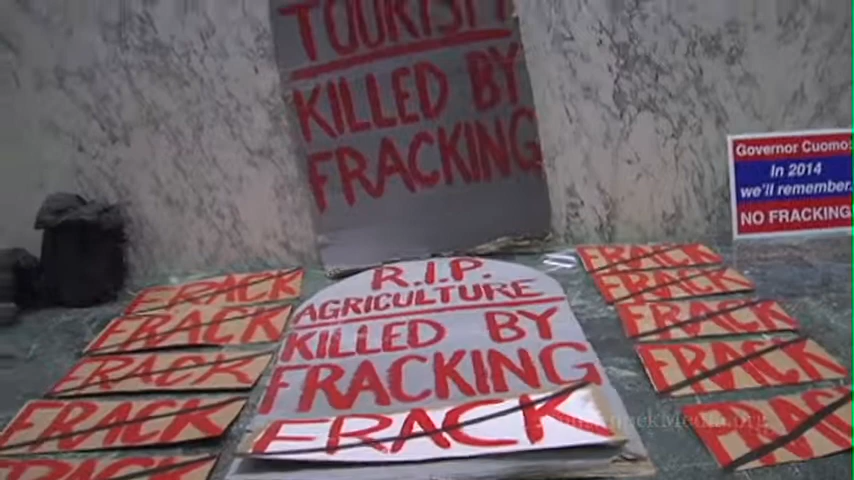 TOURISM
KILLED BY
FRACKING
Governor Cuomo:
In 2014
we'll remember.
NO FRACKING
R.I.P.
AGRICULTURE
KILLED BY
FRACKING
FRACK
FRACK
FRACK
FRACK
FRACK
FRACK
FRACK
FRACK
FRACK
FRACK
FRACK